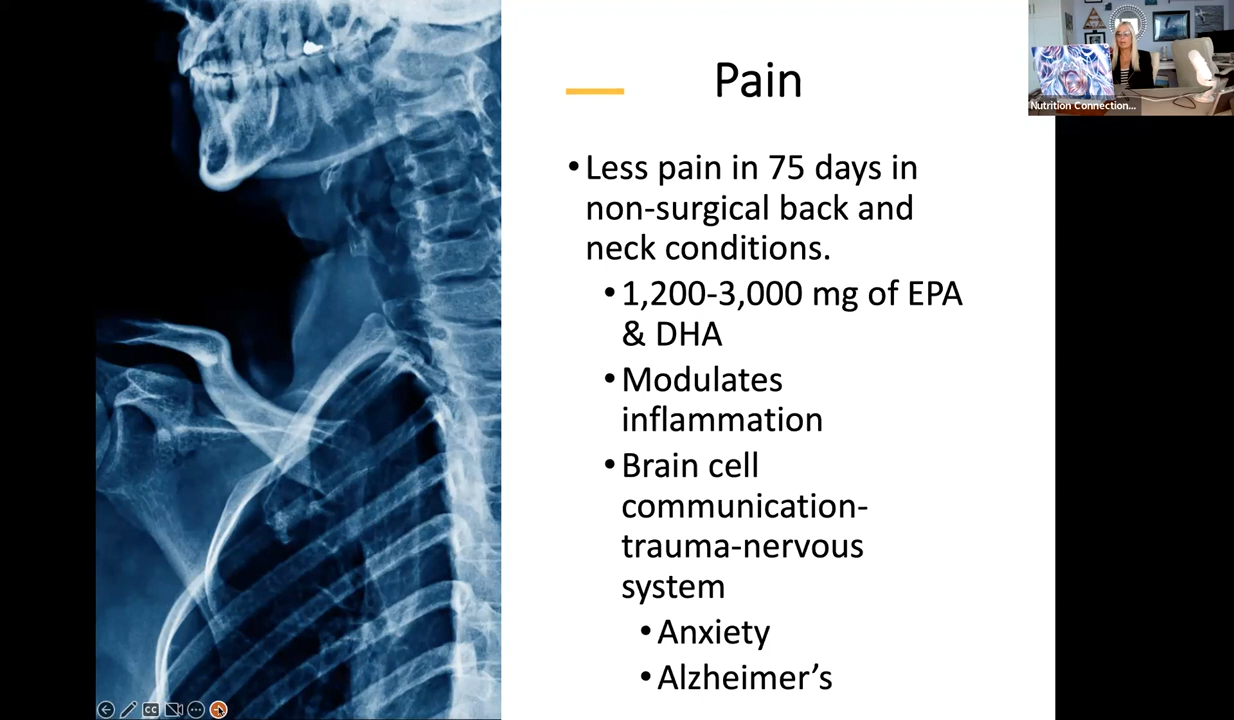 Pain
• Less pain in 75 days in
non-surgical back and
neck conditions.
• 1,200-3,000 mg of EPA
& DHA
• Modulates
inflammation
• Brain cell
communication-
trauma-nervous
system
• Anxiety
• Alzheimer’s
Nutrition Connection...
CC